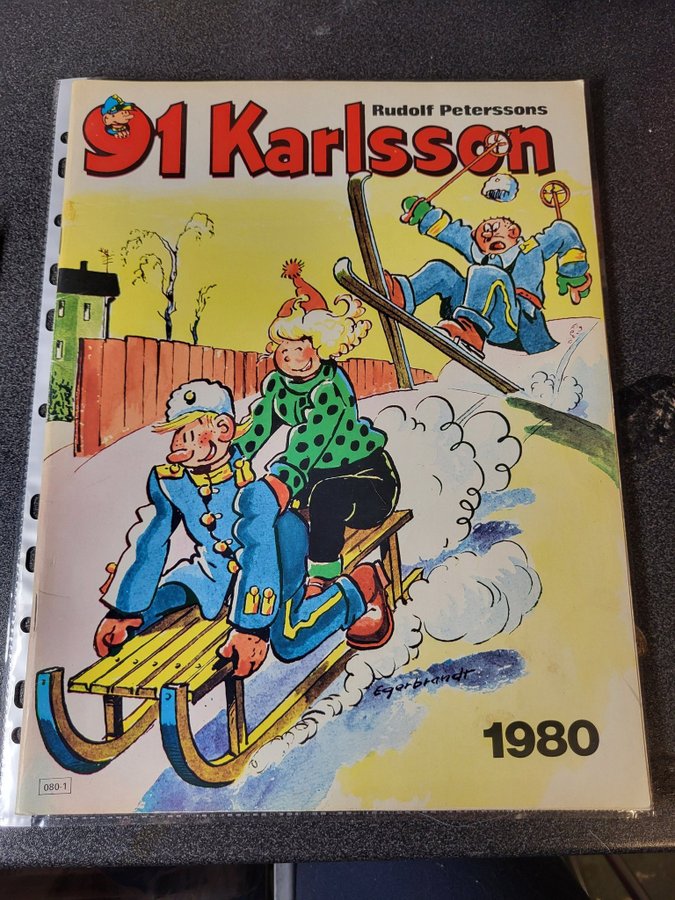 Rudolf Peterssons
91 Karlsson
Egerbrandt
1980
080-1